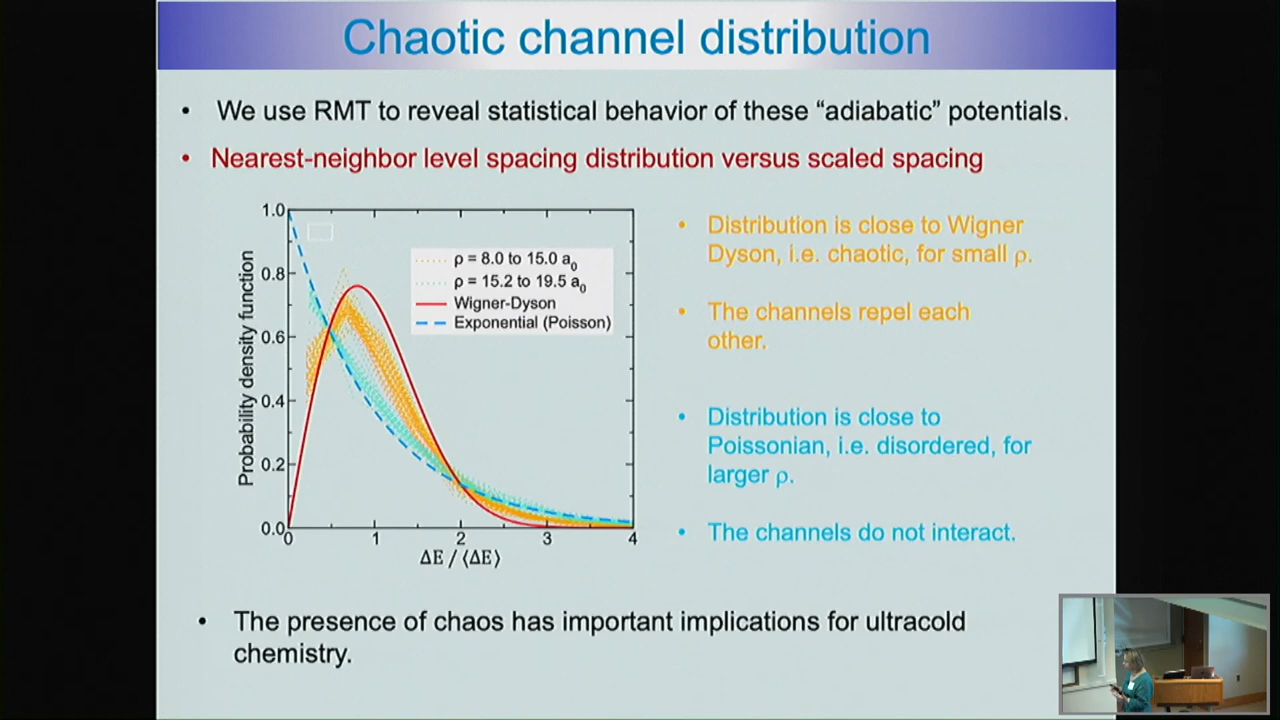 Chaotic channel distribution
• We use RMT to reveal statistical behavior of these “adiabatic” potentials.
• Nearest-neighbor level spacing distribution versus scaled spacing
Probability density function
1.0
0.8
0.6
0.4
0.2
0.0
0 1 2 3 4
ΔE / ⟨ΔE⟩
ρ = 8.0 to 15.0 a0
ρ = 15.2 to 19.5 a0
Wigner-Dyson
Exponential (Poisson)
• Distribution is close to Wigner
Dyson, i.e. chaotic, for small ρ.
• The channels repel each
other.
• Distribution is close to
Poissonian, i.e. disordered, for
larger ρ.
• The channels do not interact.
• The presence of chaos has important implications for ultracold
chemistry.